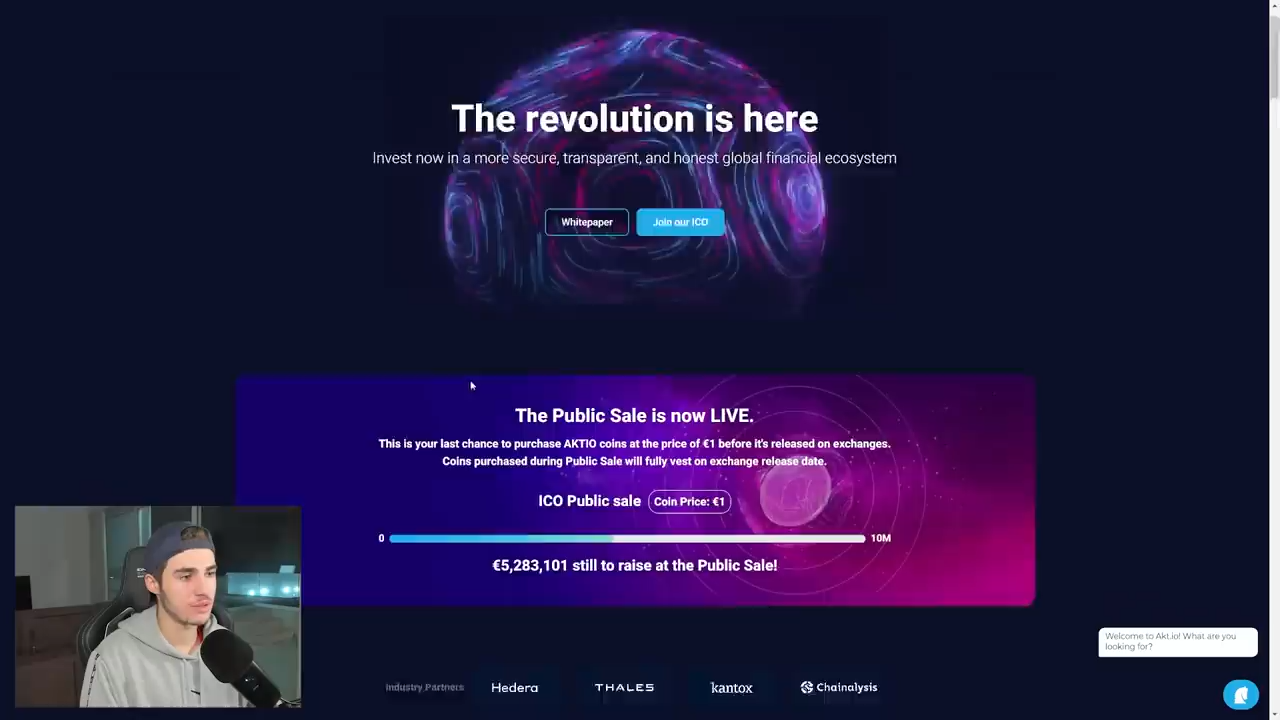 The revolution is here
Invest now in a more secure, transparent, and honest global financial ecosystem
Whitepaper
Join our ICO
The Public Sale is now LIVE.
This is your last chance to purchase AKTIO coins at the price of €1 before it's released on exchanges.
Coins purchased during Public Sale will fully vest on exchange release date.
ICO Public sale
Coin Price: €1
0
10M
€5,283,101 still to raise at the Public Sale!
Welcome to Akt.io! What are you
looking for?
Industry Partners
Hedera
THALES
kantox
Chainalysis